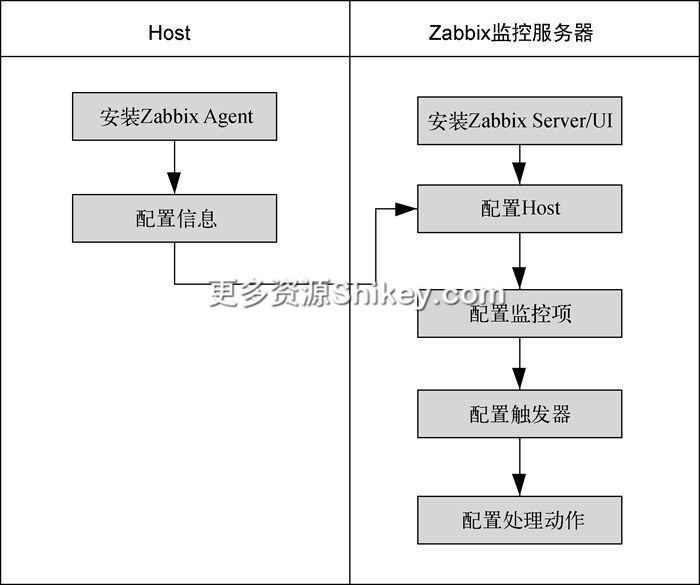 Host
Zabbix监控服务器
安装Zabbix Agent
配置信息
安装Zabbix Server/UI
配置Host
更多资源Shikey.com
配置监控项
配置触发器
配置处理动作